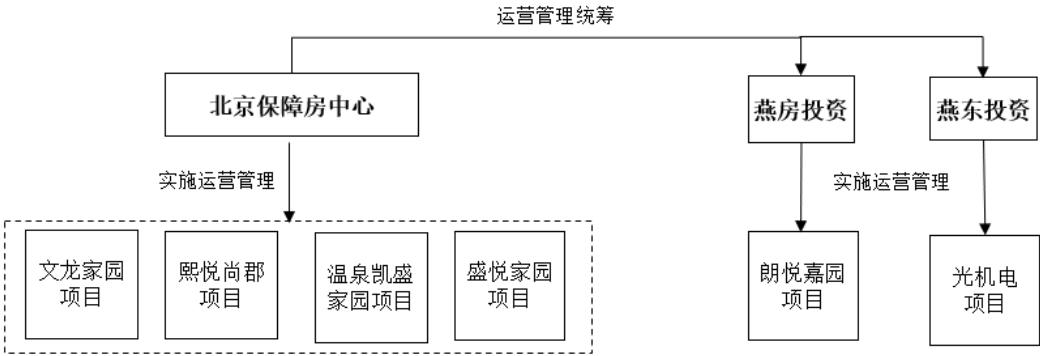 运营管理统筹
北京保障房中心
燕房投资
燕东投资
实施运营管理
实施运营管理
文龙家园
项目
熙悦尚郡
项目
温泉凯盛
家园项目
盛悦家园
项目
朗悦嘉园
项目
光机电
项目